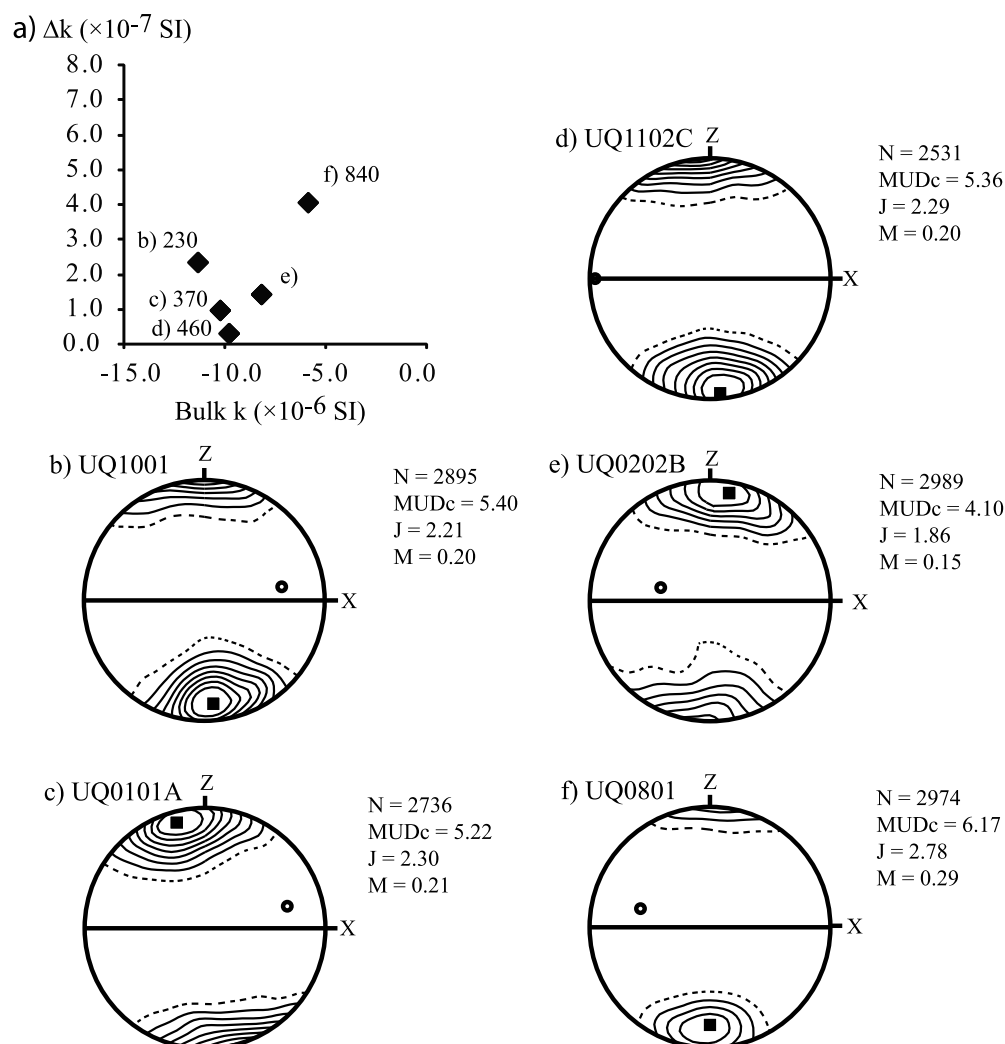 a) Δk (×10⁻⁷ SI)
8.0
7.0
6.0
5.0
4.0
3.0
2.0
1.0
0.0
f) 840
b) 230
e)
c) 370
d) 460
-15.0 -10.0 -5.0 0.0
Bulk k (×10⁻⁶ SI)
d) UQ1102C
Z
X
N = 2531
MUDc = 5.36
J = 2.29
M = 0.20
b) UQ1001
Z
X
N = 2895
MUDc = 5.40
J = 2.21
M = 0.20
e) UQ0202B
Z
X
N = 2989
MUDc = 4.10
J = 1.86
M = 0.15
c) UQ0101A
Z
X
N = 2736
MUDc = 5.22
J = 2.30
M = 0.21
f) UQ0801
Z
X
N = 2974
MUDc = 6.17
J = 2.78
M = 0.29